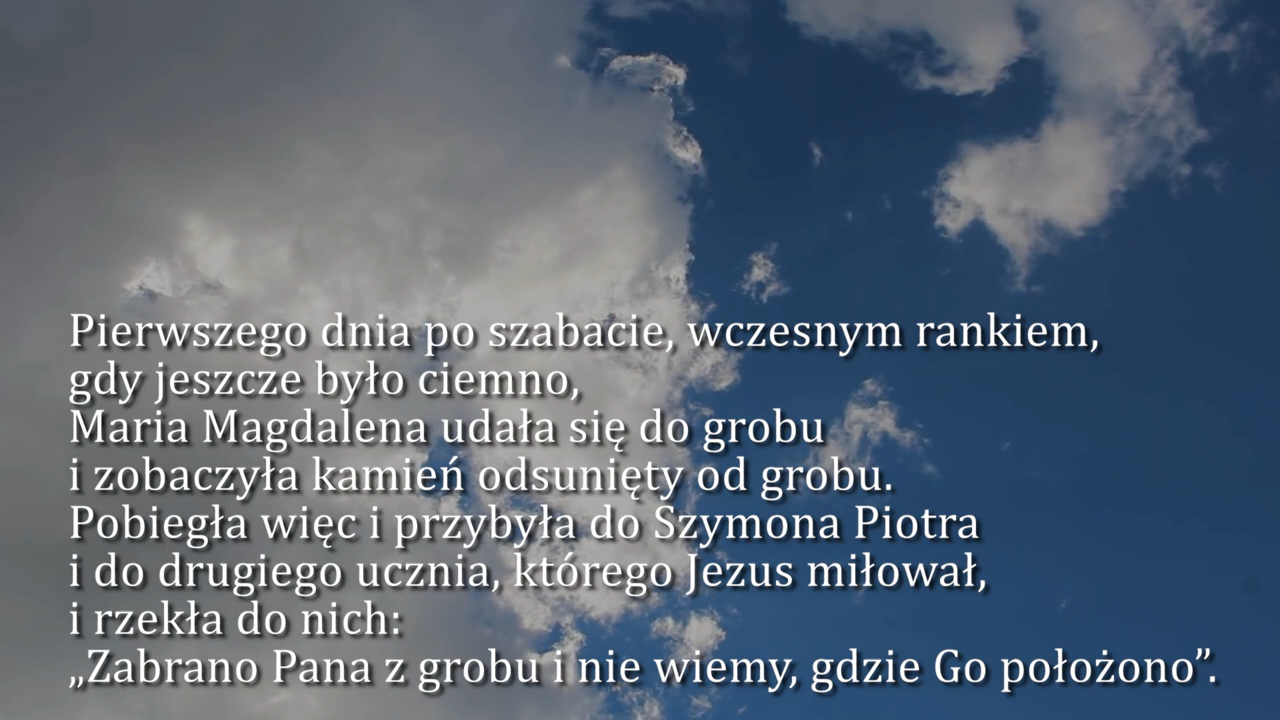 Pierwszego dnia po szabacie, wczesnym rankiem,
gdy jeszcze było ciemno,
Maria Magdalena udała się do grobu
i zobaczyła kamień odsunięty od grobu.
Pobiegła więc i przybyła do Szymona Piotra
i do drugiego ucznia, którego Jezus miłował,
i rzekła do nich:
„Zabrano Pana z grobu i nie wiemy, gdzie Go położono”.